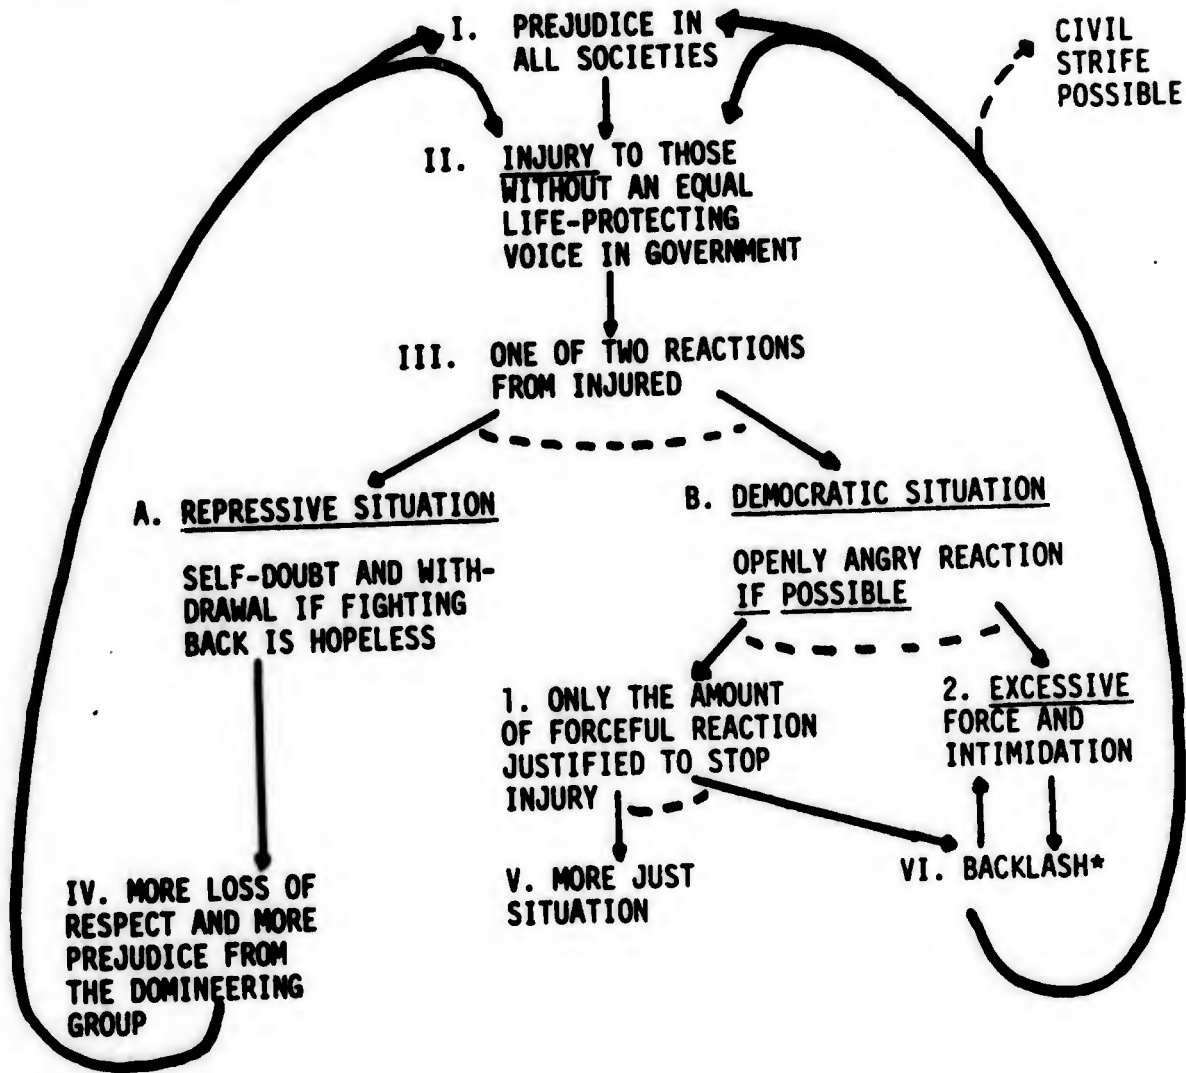 I. PREJUDICE IN
ALL SOCIETIES
CIVIL
STRIFE
POSSIBLE
II. INJURY TO THOSE
WITHOUT AN EQUAL
LIFE-PROTECTING
VOICE IN GOVERNMENT
III. ONE OF TWO REACTIONS
FROM INJURED
A. REPRESSIVE SITUATION
SELF-DOUBT AND WITH-
DRAWAL IF FIGHTING
BACK IS HOPELESS
B. DEMOCRATIC SITUATION
OPENLY ANGRY REACTION
IF POSSIBLE
1. ONLY THE AMOUNT
OF FORCEFUL REACTION
JUSTIFIED TO STOP
INJURY
2. EXCESSIVE
FORCE AND
INTIMIDATION
IV. MORE LOSS OF
RESPECT AND MORE
PREJUDICE FROM
THE DOMINEERING
GROUP
V. MORE JUST
SITUATION
VI. BACKLASH*